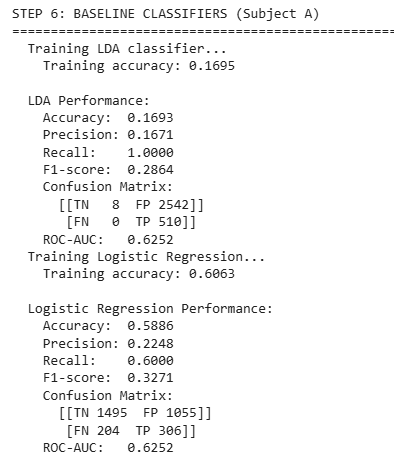 STEP 6: BASELINE CLASSIFIERS (Subject A)
==================================================
Training LDA classifier...
Training accuracy: 0.1695
LDA Performance:
Accuracy: 0.1693
Precision: 0.1671
Recall: 1.0000
F1-score: 0.2864
Confusion Matrix:
[[TN 8 FP 2542]]
[FN 0 TP 510]]
ROC-AUC: 0.6252
Training Logistic Regression...
Training accuracy: 0.6063
Logistic Regression Performance:
Accuracy: 0.5886
Precision: 0.2248
Recall: 0.6000
F1-score: 0.3271
Confusion Matrix:
[[TN 1495 FP 1055]]
[FN 204 TP 306]]
ROC-AUC: 0.6252